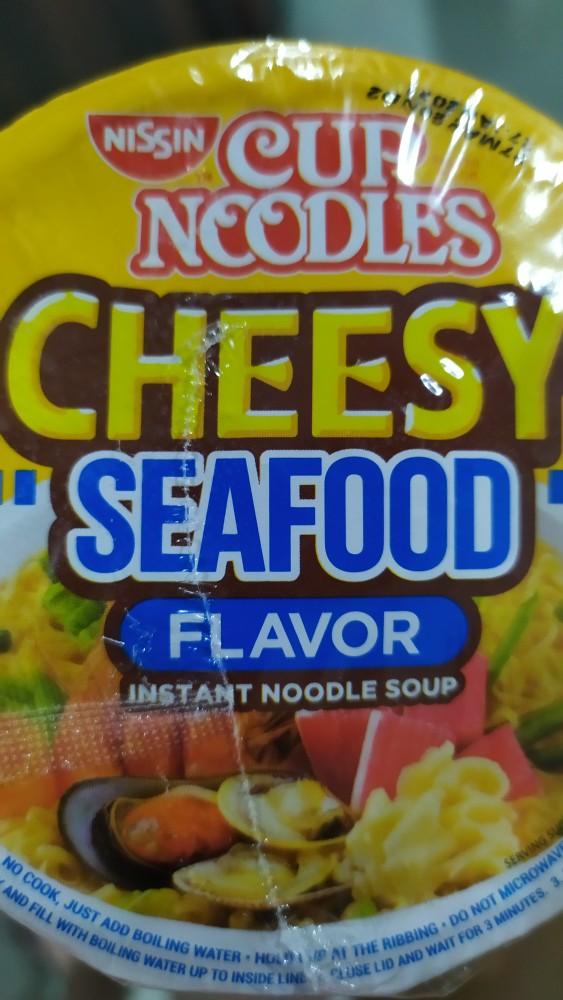 NISSIN
CUP
NOODLES
CHEESY
SEAFOOD
FLAVOR
INSTANT NOODLE SOUP
SERVING
NO COOK, JUST ADD BOILING WATER • HOLD CUP AT THE RIBBING • DO NOT MICROWAVE
AND FILL WITH BOILING WATER UP TO INSIDE LINE CLOSE LID AND WAIT FOR 3 MINUTES. 3.